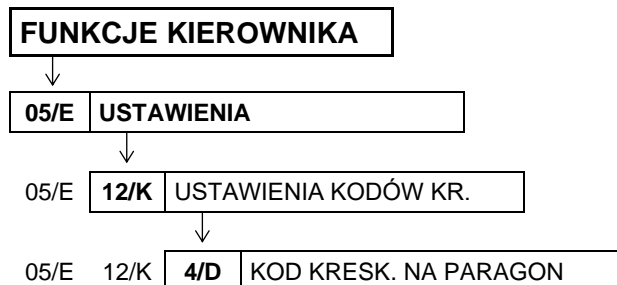 FUNKCJE KIEROWNIKA
05/E USTAWIENIA
05/E 12/K USTAWIENIA KODÓW KR.
05/E 12/K 4/D KOD KRESK. NA PARAGON